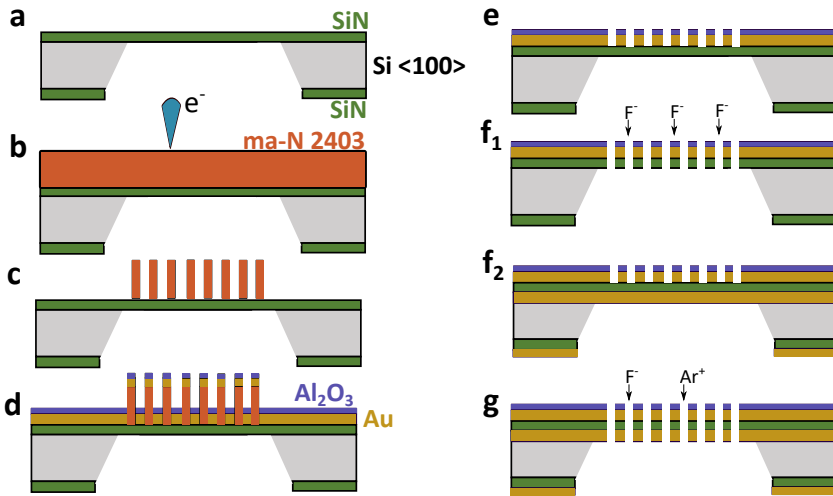 a
SiN
Si <100>
SiN
e-
b
ma-N 2403
c
d
Al2O3
Au
e
F- F- F-
f1
f2
F- Ar+
g